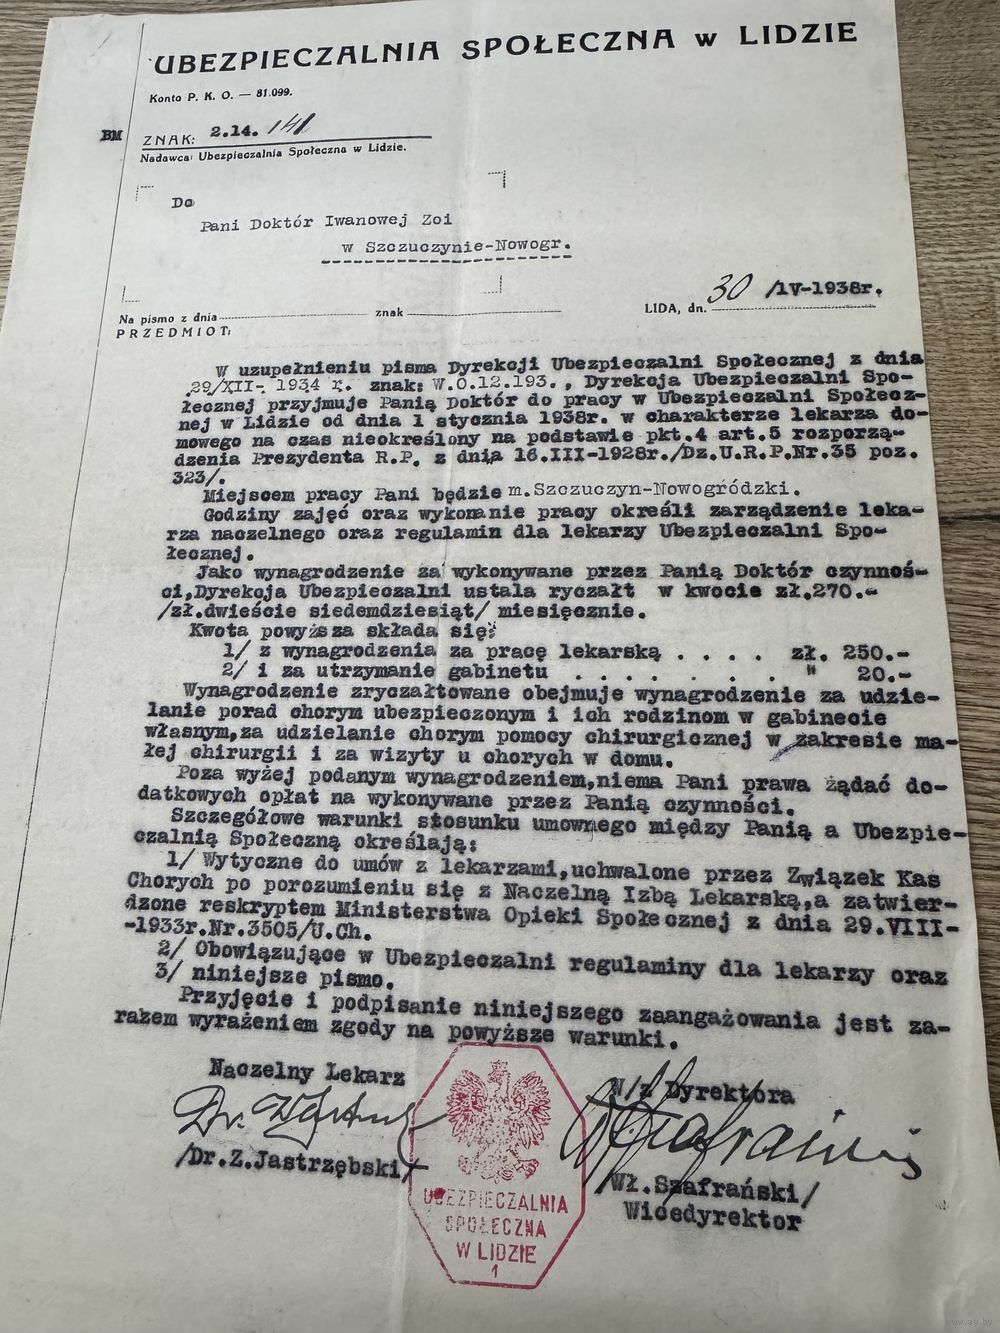 UBEZPIECZALNIA SPOŁECZNA w LIDZIE
Konto P. K. O. — 81.099.
BM
ZNAK: 2.14. 141
Nadawca: Ubezpieczalnia Społeczna w Lidzie.
Do
Pani Doktór Iwanowej Zoi
w Szczuczynie-Nowogr.
LIDA, dn. 30 /IV-1938r.
Na pismo z dnia znak
PRZEDMIOT:
W uzupełnieniu pisma Dyrekcji Ubezpieczalni Społecznej z dnia
29/XII- 1934 r. znak: W.O.12.193., Dyrekcja Ubezpieczalni Spo-
łecznej przyjmuje Panią Doktór do pracy w Ubezpieczalni Społecz-
nej w Lidzie od dnia 1 stycznia 1938r. w charakterze lekarza do-
mowego na czas nieokreślony na podstawie pkt.4 art.5 rozporzą-
dzenia Prezydenta R.P. z dnia 16.III-1928r./Dz.U.R.P.Nr.35 poz.
323/.
Miejscem pracy Pani będzie m.Szczuczyn-Nowogródzki.
Godziny zajęć oraz wykonanie pracy określi zarządzenie leka-
rza naczelnego oraz regulamin dla lekarzy Ubezpieczalni Spo-
łecznej.
Jako wynagrodzenie za wykonywane przez Panią Doktór czynnoś-
ci,Dyrekcja Ubezpieczalni ustala ryczałt w kwocie zł.270.-
/zł.dwieście siedemdziesiąt/ miesięcznie.
Kwota powyższa składa się:
1/ z wynagrodzenia za pracę lekarską . . . . zł. 250.-
2/ i za utrzymanie gabinetu . . . . . . . " 20.-
Wynagrodzenie zryczałtowane obejmuje wynagrodzenie za udzie-
lanie porad chorym ubezpieczonym i ich rodzinom w gabinecie
własnym,za udzielanie chorym pomocy chirurgicznej w zakresie ma-
łej chirurgii i za wizyty u chorych w domu.
Poza wyżej podanym wynagrodzeniem,niema Pani prawa żądać do-
datkowych opłat na wykonywane przez Panią czynności.
Szczegółowe warunki stosunku umownego między Panią a Ubezpie-
czalnią Społeczną określają:
1/ Wytyczne do umów z lekarzami,uchwalone przez Związek Kas
Chorych po porozumieniu się z Naczelną Izbą Lekarską,a zatwier-
dzone reskryptem Ministerstwa Opieki Społecznej z dnia 29.VIII-
-1933r.Nr.3505/U.Ch.
2/ Obowiązujące w Ubezpieczalni regulaminy dla lekarzy oraz
3/ niniejsze pismo.
Przyjęcie i podpisanie niniejszego zaangażowania jest za-
razem wyrażeniem zgody na powyższe warunki.
Naczelny Lekarz
/Dr.Z.Jastrzębski/
W/z Dyrektora
/Wł.Szafrański/
Wicedyrektor
UBEZPIECZALNIA
SPOŁECZNA
W LIDZIE
1
www.ay.by